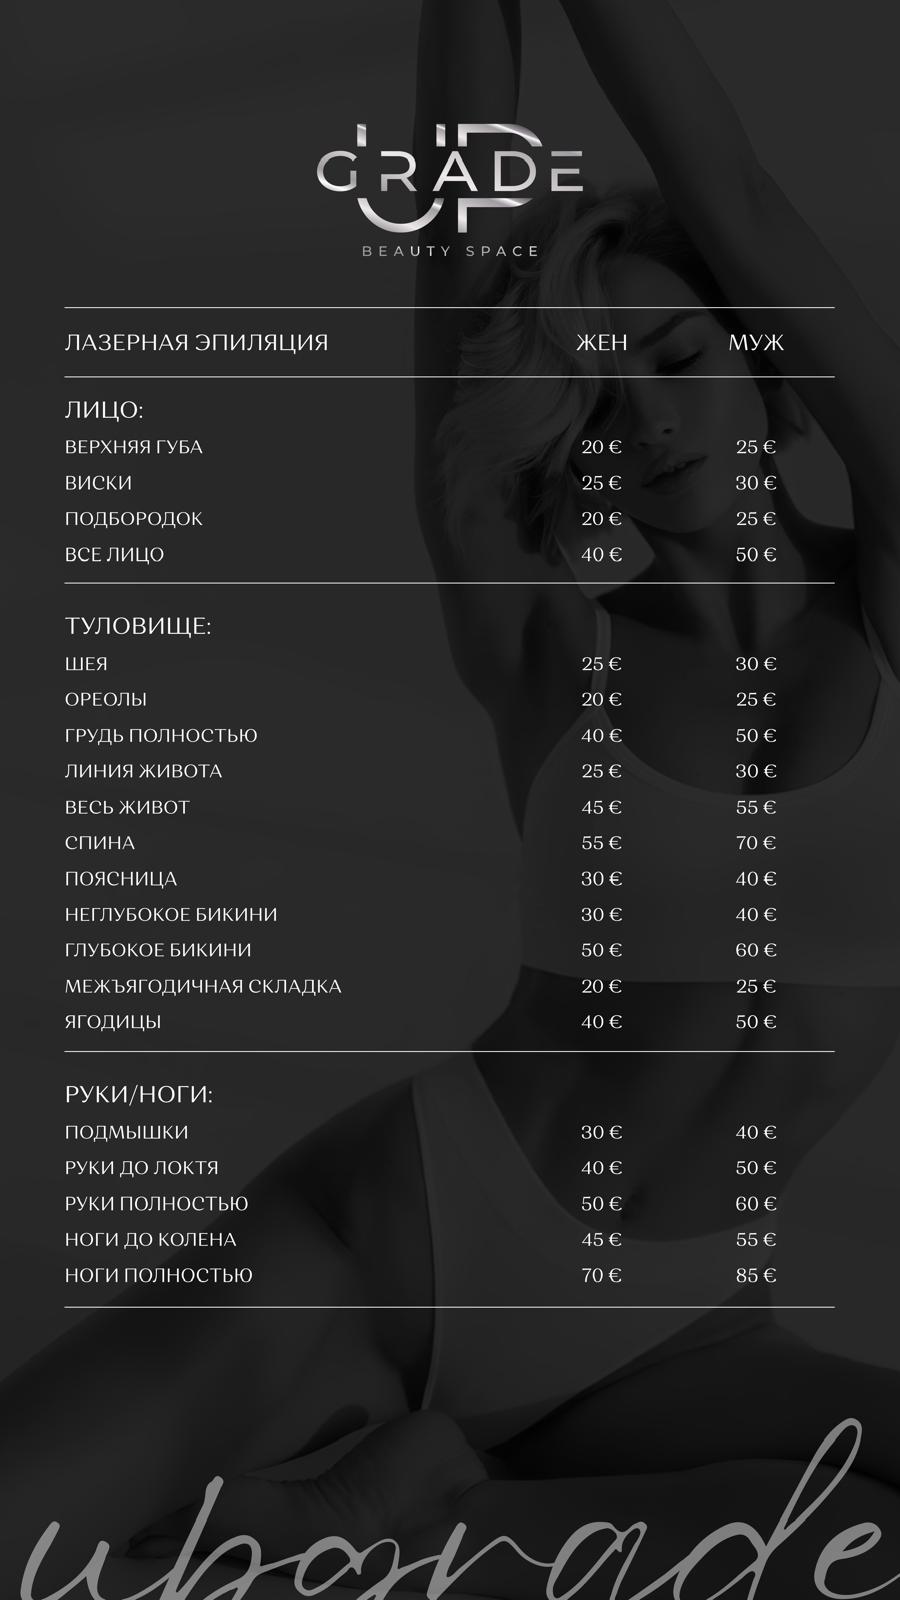 UP GRADE
BEAUTY SPACE
ЛАЗЕРНАЯ ЭПИЛЯЦИЯ ЖЕН МУЖ
ЛИЦО:
ВЕРХНЯЯ ГУБА 20 € 25 €
ВИСКИ 25 € 30 €
ПОДБОРОДОК 20 € 25 €
ВСЕ ЛИЦО 40 € 50 €
ТУЛОВИЩЕ:
ШЕЯ 25 € 30 €
ОРЕОЛЫ 20 € 25 €
ГРУДЬ ПОЛНОСТЬЮ 40 € 50 €
ЛИНИЯ ЖИВОТА 25 € 30 €
ВЕСЬ ЖИВОТ 45 € 55 €
СПИНА 55 € 70 €
ПОЯСНИЦА 30 € 40 €
НЕГЛУБОКОЕ БИКИНИ 30 € 40 €
ГЛУБОКОЕ БИКИНИ 50 € 60 €
МЕЖЪЯГОДИЧНАЯ СКЛАДКА 20 € 25 €
ЯГОДИЦЫ 40 € 50 €
РУКИ/НОГИ:
ПОДМЫШКИ 30 € 40 €
РУКИ ДО ЛОКТЯ 40 € 50 €
РУКИ ПОЛНОСТЬЮ 50 € 60 €
НОГИ ДО КОЛЕНА 45 € 55 €
НОГИ ПОЛНОСТЬЮ 70 € 85 €
upgrade